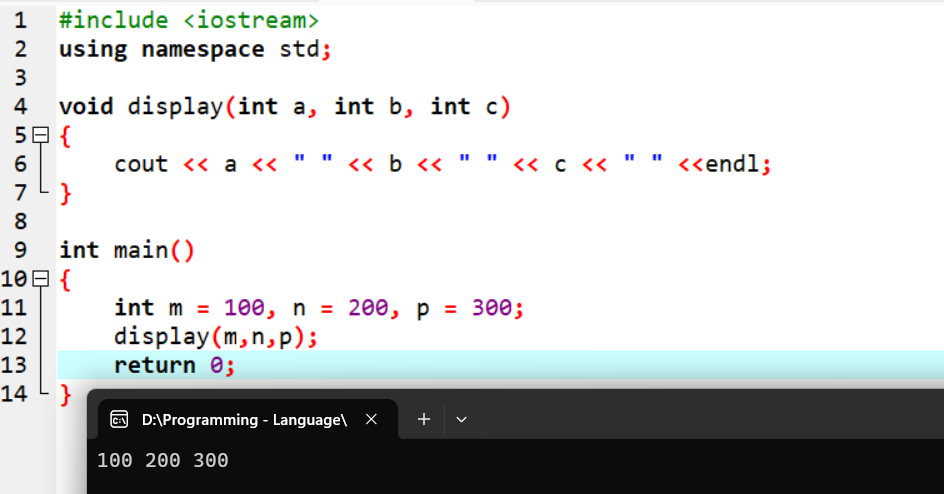 1 #include <iostream>
2 using namespace std;
3
4 void display(int a, int b, int c)
5 {
6 cout << a << " " << b << " " << c << " " <<endl;
7 }
8
9 int main()
10 {
11 int m = 100, n = 200, p = 300;
12 display(m,n,p);
13 return 0;
14 }
D:\Programming - Language\
100 200 300